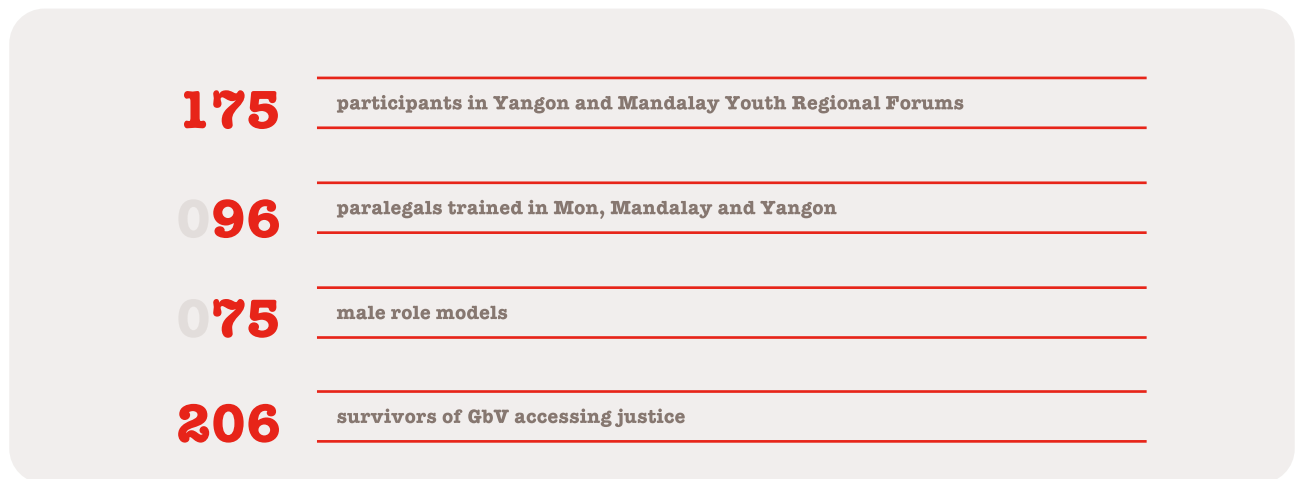 175 participants in Yangon and Mandalay Youth Regional Forums
096 paralegals trained in Mon, Mandalay and Yangon
075 male role models
206 survivors of GbV accessing justice